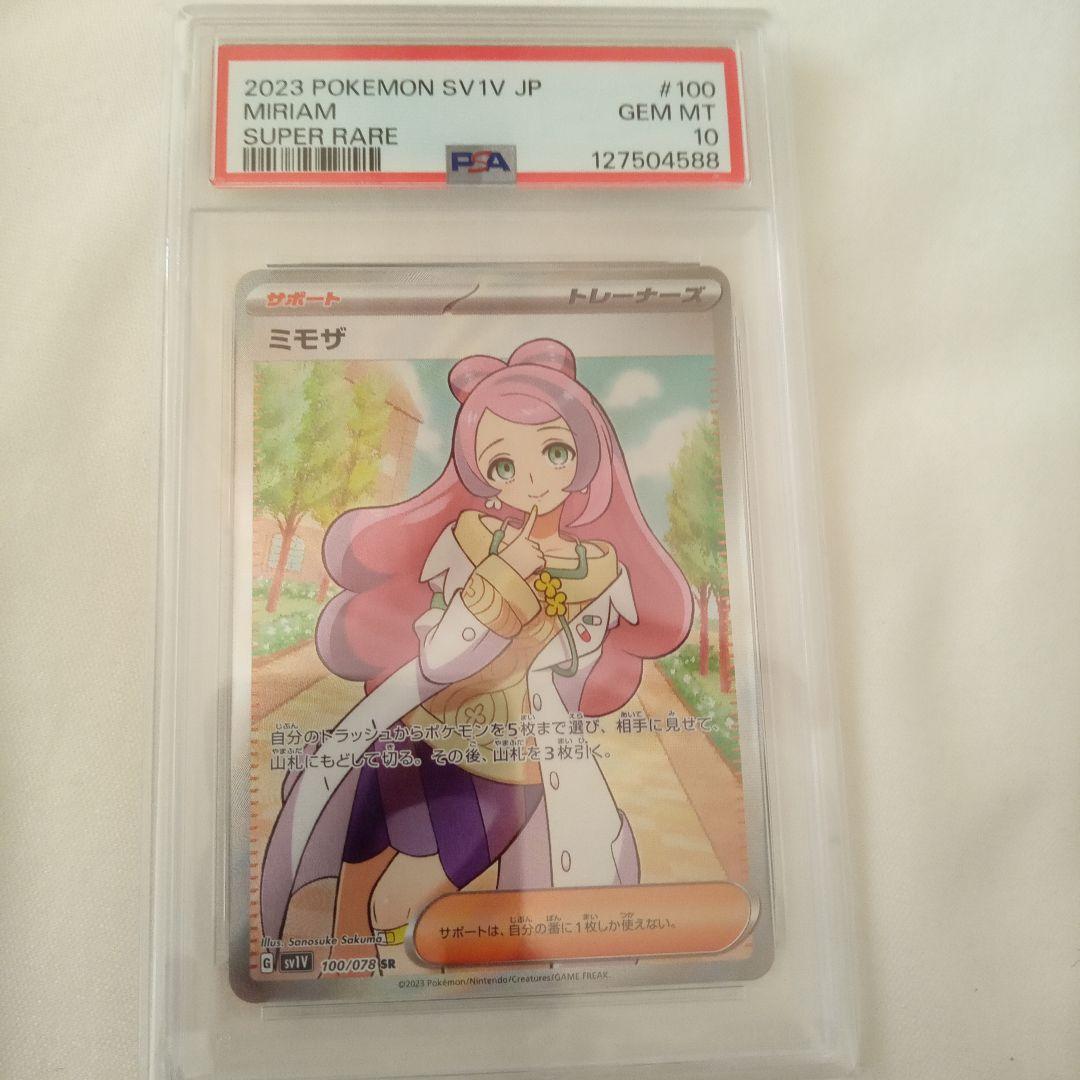 2023 POKEMON SV1V JP #100
MIRIAM GEM MT
SUPER RARE 10
PSA 127504588
サポート トレーナーズ
ミモザ
自分のトラッシュからポケモンを5枚まで選び、相手に見せて、
山札にもどして切る。その後、山札を3枚引く。
サポートは、自分の番に1枚しか使えない。
Illus. Sanosuke Sakuma
G sv1V 100/078 SR
©2023 Pokémon/Nintendo/Creatures/GAME FREAK.